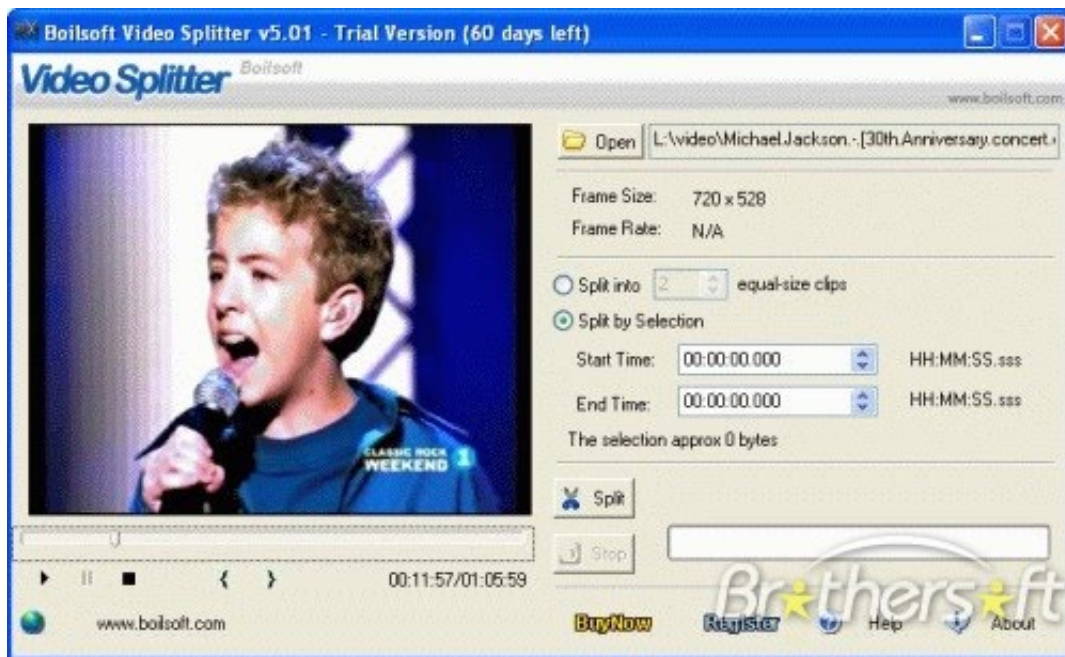 Boilsoft Video Splitter v5.01 - Trial Version (60 days left)
Video Splitter Boilsoft
www.boilsoft.com
Open L:\video\Michael.Jackson.-.[30th.Anniversary.concert.
Frame Size: 720 x 528
Frame Rate: N/A
Split into 2 equal-size clips
Split by Selection
Start Time: 00:00:00.000 HH:MM:SS.sss
End Time: 00:00:00.000 HH:MM:SS.sss
The selection approx 0 bytes
CLASSIC ROCK
WEEKEND 1
Split
Stop
{ } 00:11:57/01:05:59
Brothersoft
www.boilsoft.com BuyNow Register Help About